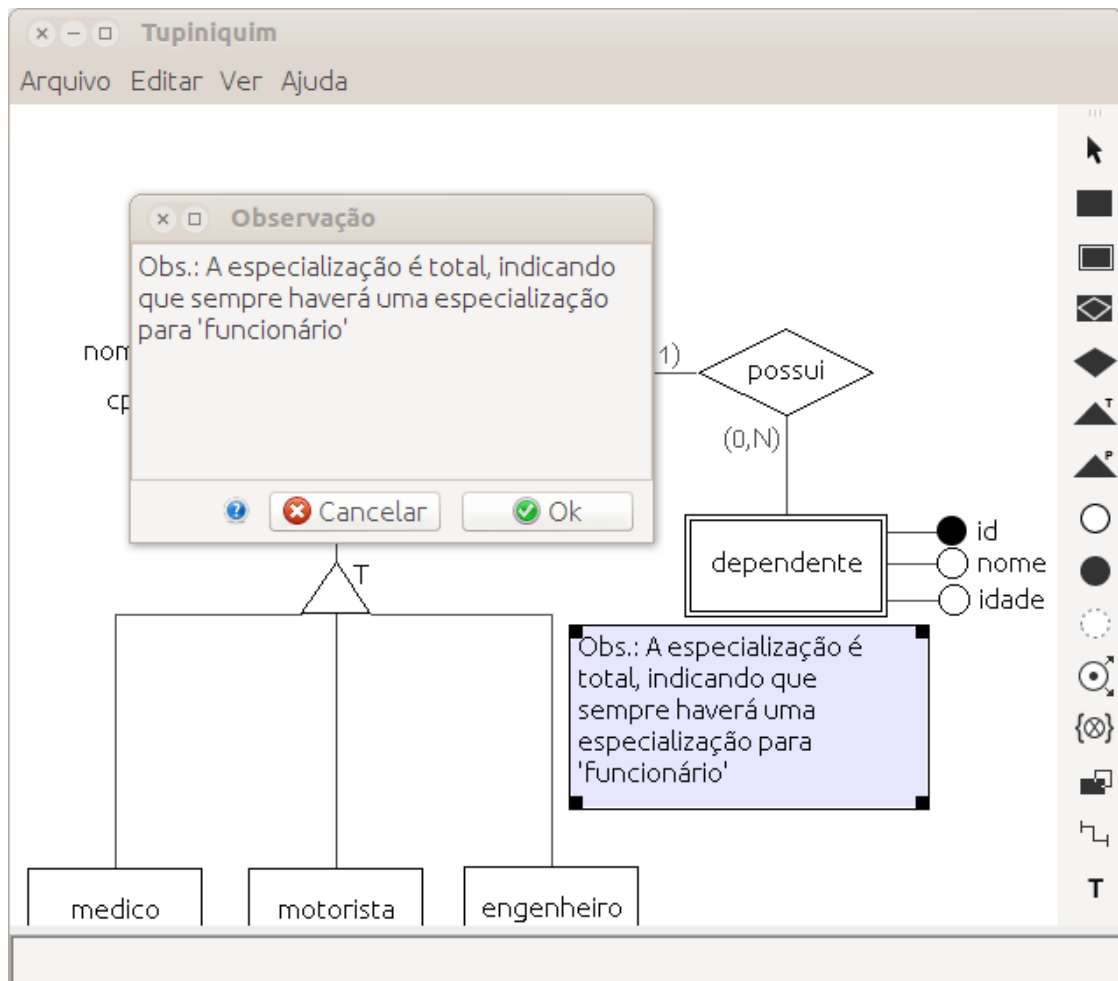 Tupiniquim
Arquivo Editar Ver Ajuda
Observação
Obs.: A especialização é total, indicando
que sempre haverá uma especialização
para 'funcionário'
Cancelar Ok
1)
possui
(0,N)
T
dependente
id
nome
idade
Obs.: A especialização é
total, indicando que
sempre haverá uma
especialização para
'funcionário'
medico motorista engenheiro
T
P
T